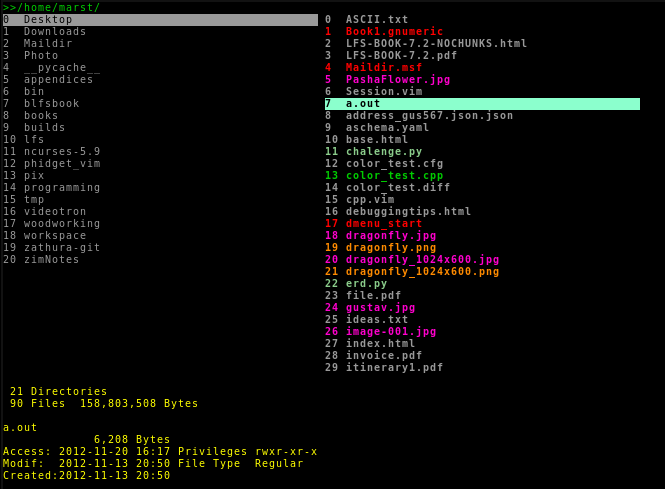 >>/home/marst/
0  Desktop
1  Downloads
2  Maildir
3  Photo
4  __pycache__
5  appendices
6  bin
7  blfsbook
8  books
9  builds
10 lfs
11 ncurses-5.9
12 phidget_vim
13 pix
14 programming
15 tmp
16 videotron
17 woodworking
18 workspace
19 zathura-git
20 zimNotes
0  ASCII.txt
1  Book1.gnumeric
2  LFS-BOOK-7.2-NOCHUNKS.html
3  LFS-BOOK-7.2.pdf
4  Maildir.msf
5  PashaFlower.jpg
6  Session.vim
7  a.out
8  address_gus567.json.json
9  aschema.yaml
10 base.html
11 chalenge.py
12 color_test.cfg
13 color_test.cpp
14 color_test.diff
15 cpp.vim
16 debuggingtips.html
17 dmenu_start
18 dragonfly.jpg
19 dragonfly.png
20 dragonfly_1024x600.jpg
21 dragonfly_1024x600.png
22 erd.py
23 file.pdf
24 gustav.jpg
25 ideas.txt
26 image-001.jpg
27 index.html
28 invoice.pdf
29 itinerary1.pdf
21 Directories
90 Files  158,803,508 Bytes
a.out
6,208 Bytes
Access: 2012-11-20 16:17 Privileges rwxr-xr-x
Modif:  2012-11-13 20:50 File Type  Regular
Created:2012-11-13 20:50